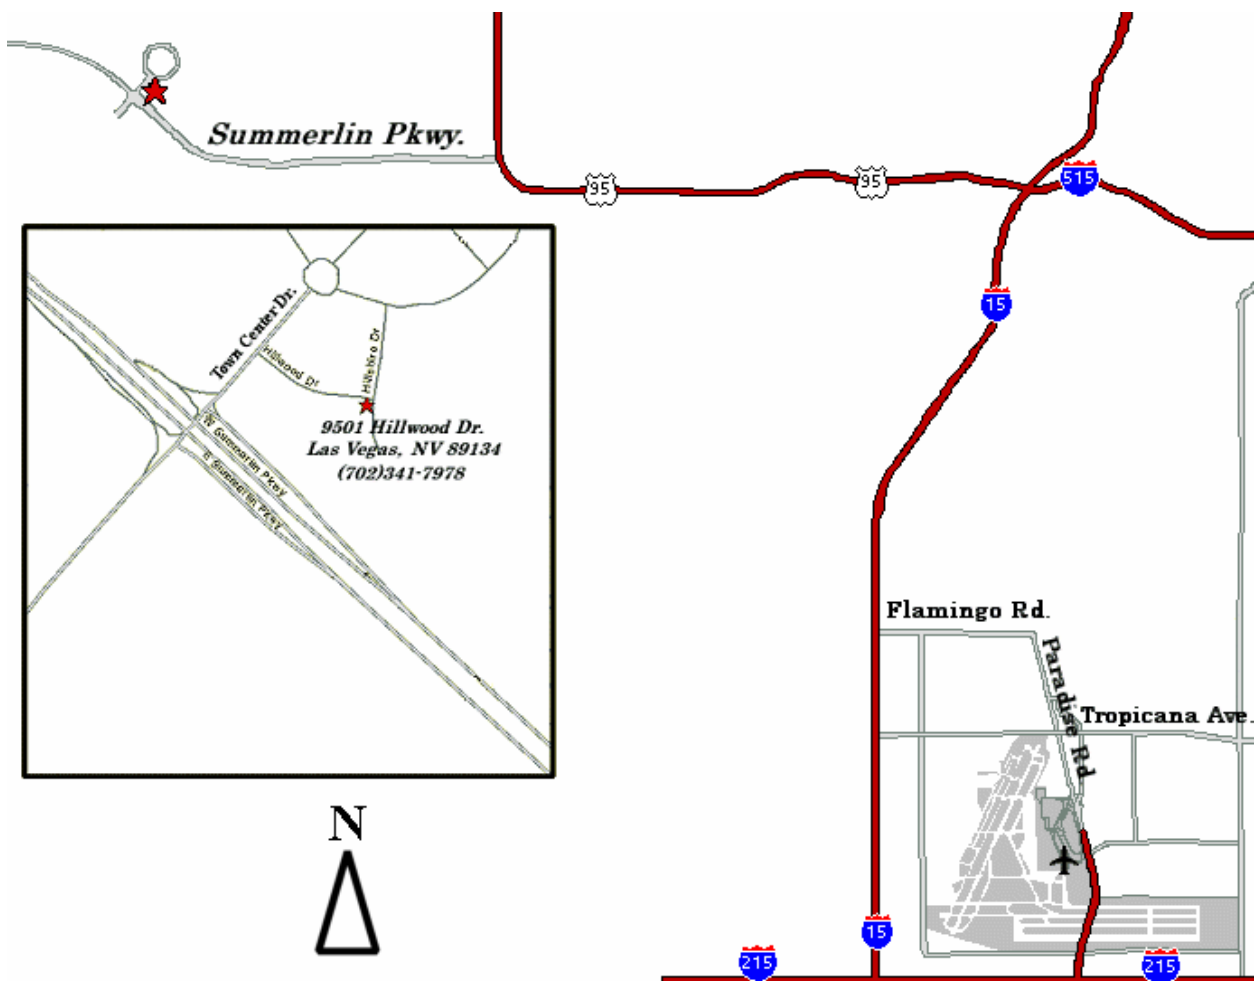 Summerlin Pkwy.
95
95
515
15
Town Center Dr.
Hillwood Dr
Hillshire Dr
9501 Hillwood Dr.
Las Vegas, NV 89134
(702)341-7978
W Summerlin Pkwy
E Summerlin Pkwy
Flamingo Rd.
Paradise Rd
Tropicana Ave.
N
15
215
215